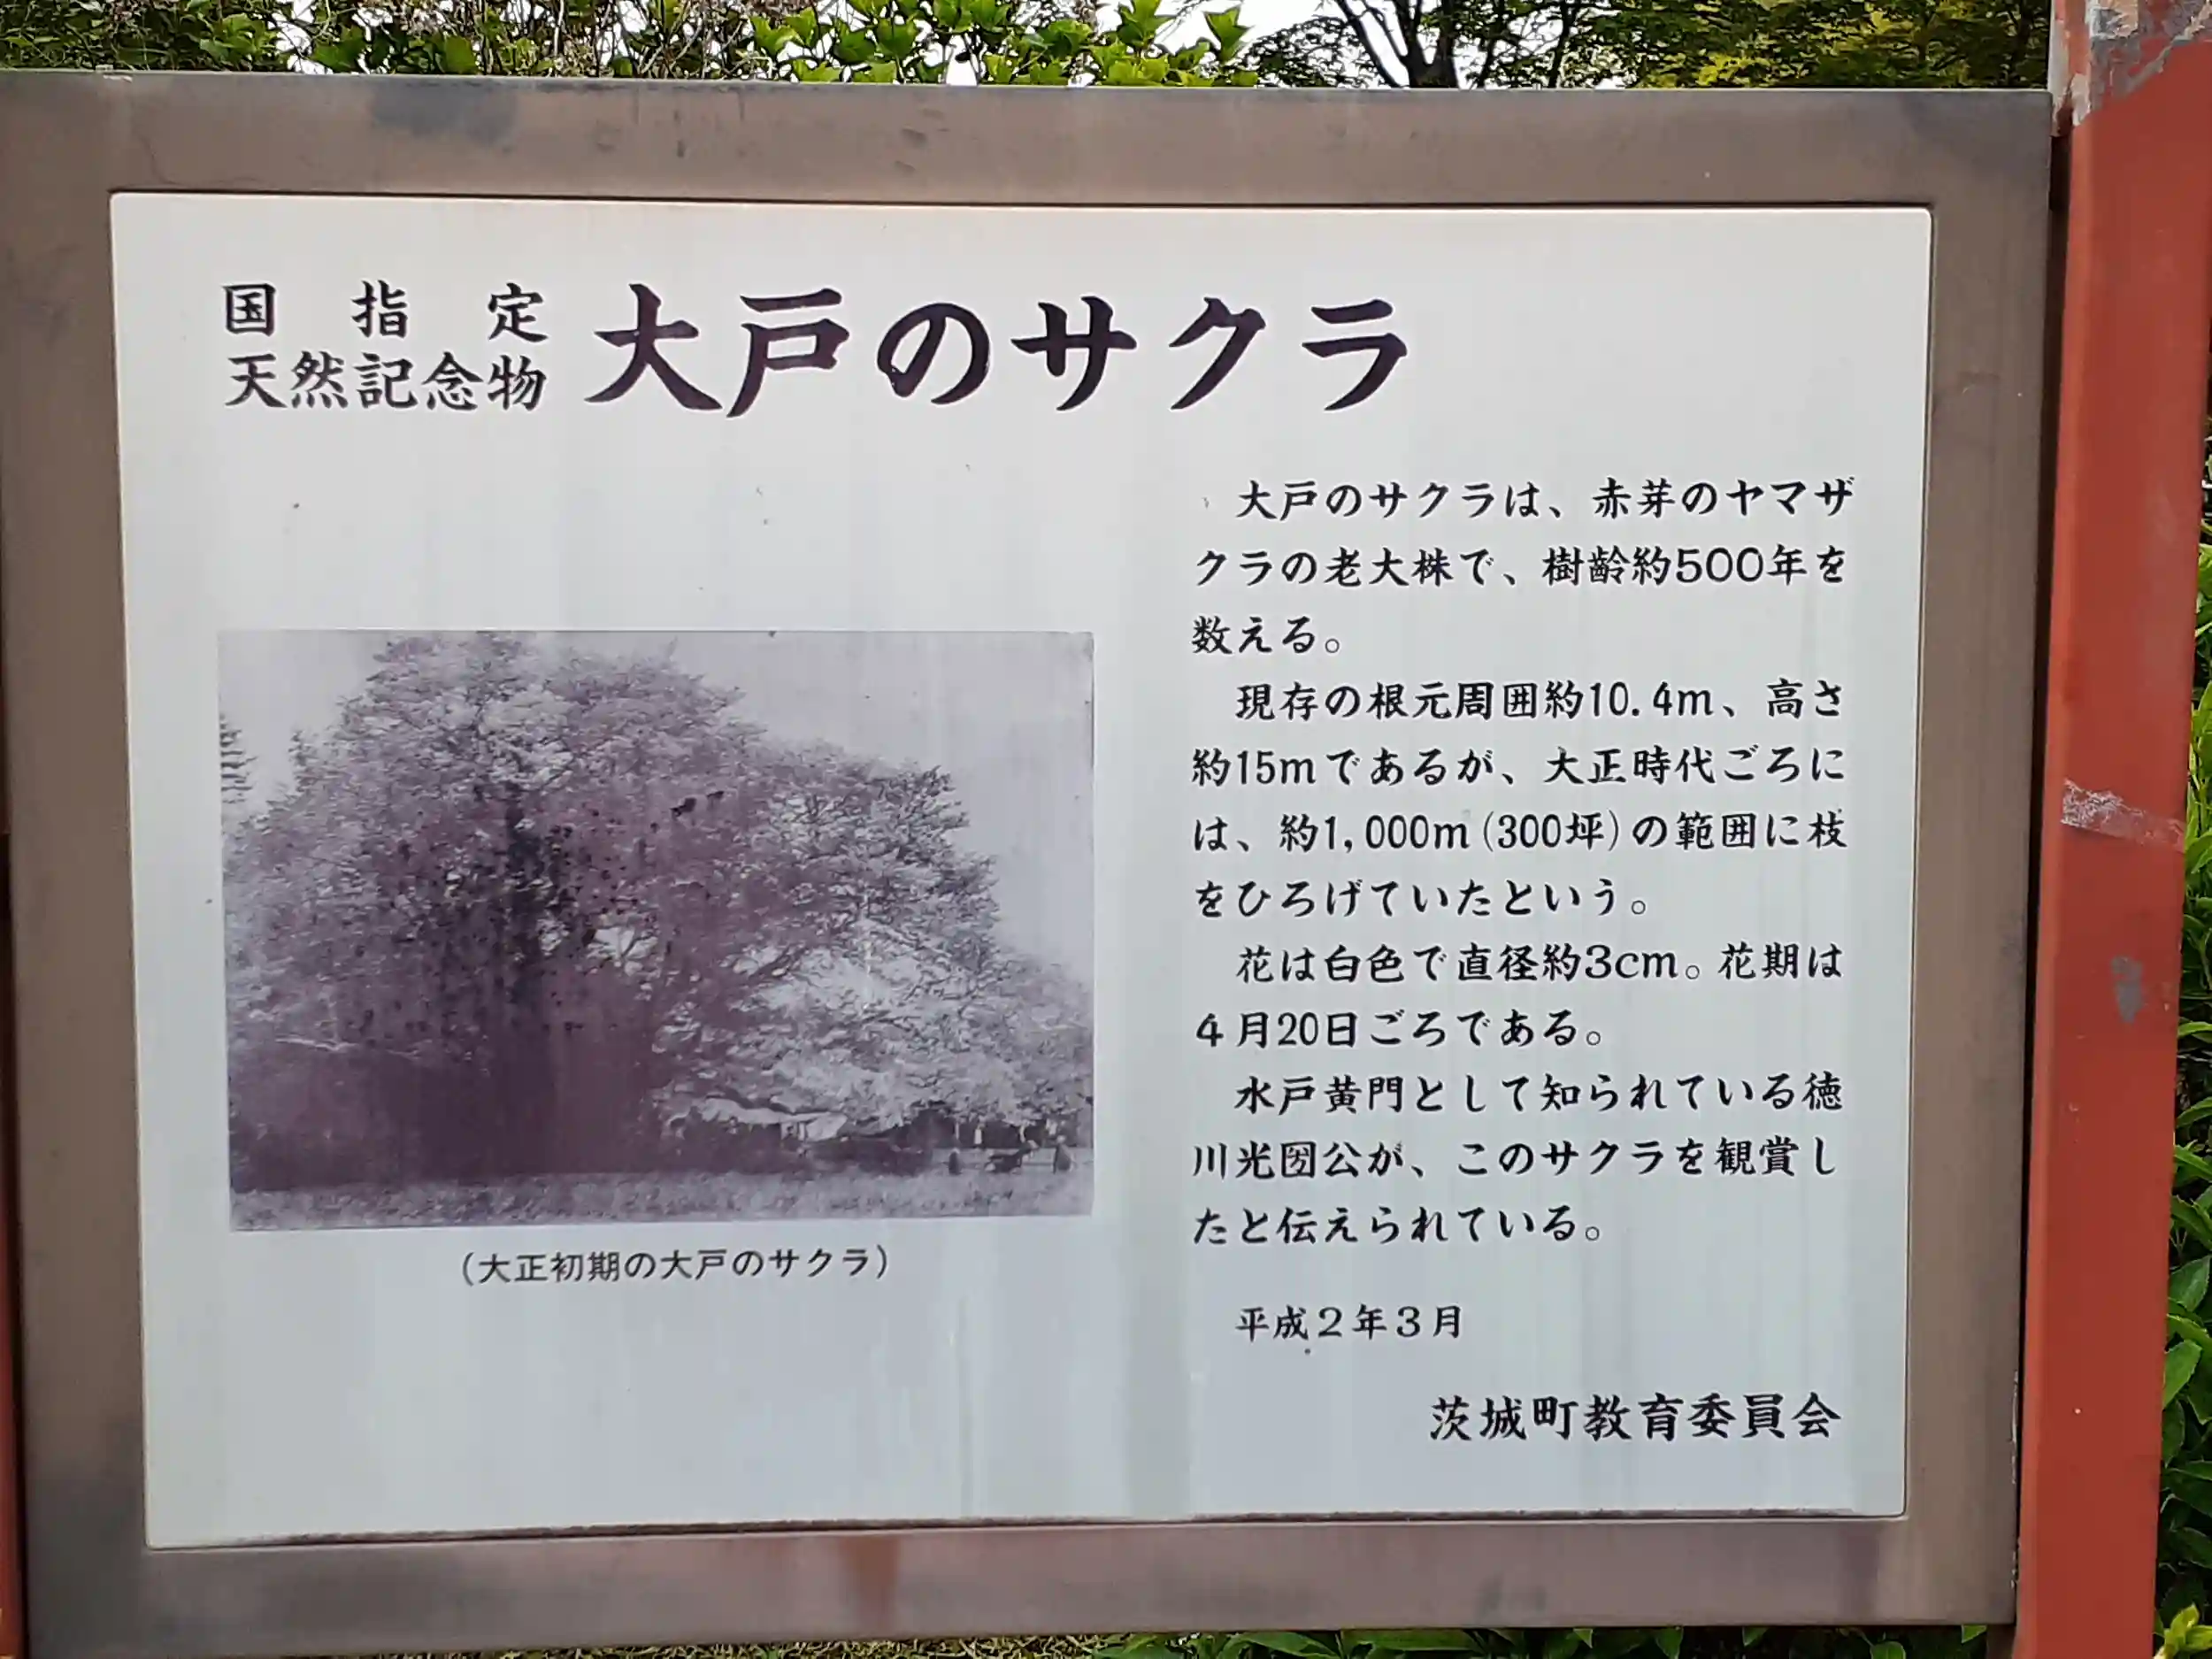 国指定
天然記念物
大戸のサクラ
大戸のサクラは、赤芽のヤマザ
クラの老大株で、樹齢約500年を
数える。
現存の根元周囲約10.4m、高さ
約15mであるが、大正時代ごろに
は、約1,000m(300坪)の範囲に枝
をひろげていたという。
花は白色で直径約3cm。花期は
4月20日ごろである。
水戸黄門として知られている徳
川光圀公が、このサクラを観賞し
たと伝えられている。
(大正初期の大戸のサクラ)
平成2年3月
茨城町教育委員会